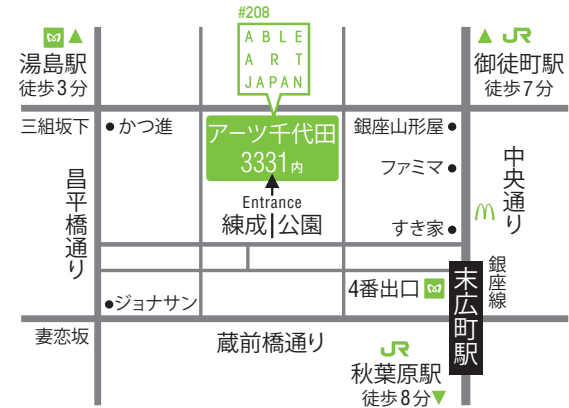 #208
ABLE
ART
JAPAN
湯島駅
徒歩3分
JR
御徒町駅
徒歩7分
三組坂下
かつ進
アーツ千代田
3331内
銀座山形屋
ファミマ
すき家
Entrance
練成|公園
昌平橋通り
中央通り
銀座線
4番出口
末広町駅
ジョナサン
妻恋坂
蔵前橋通り
JR
秋葉原駅
徒歩8分